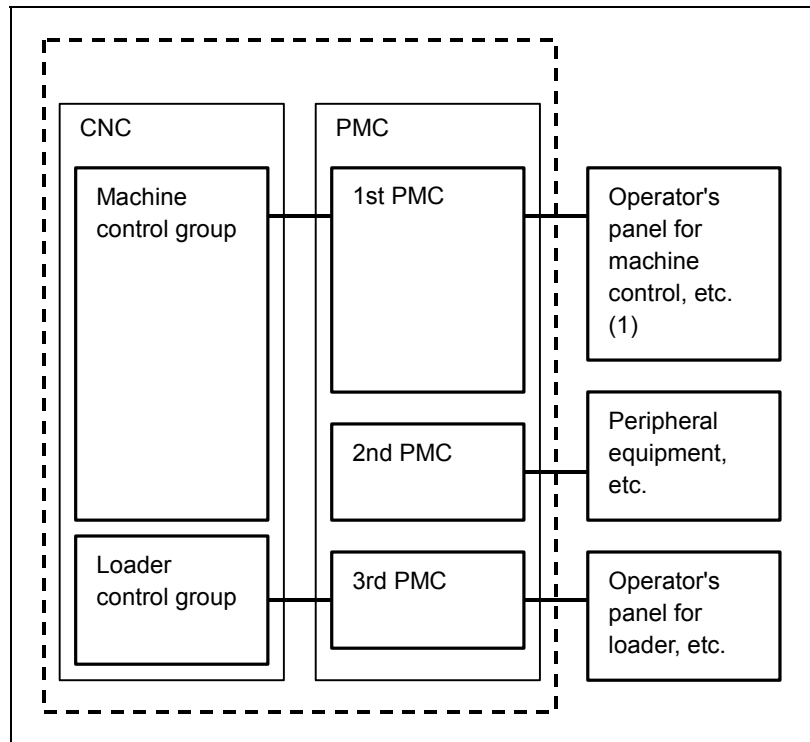 CNC
Machine
control group
Loader
control group
PMC
1st PMC
2nd PMC
3rd PMC
Operator's
panel for
machine
control, etc.
(1)
Peripheral
equipment,
etc.
Operator's
panel for
loader, etc.